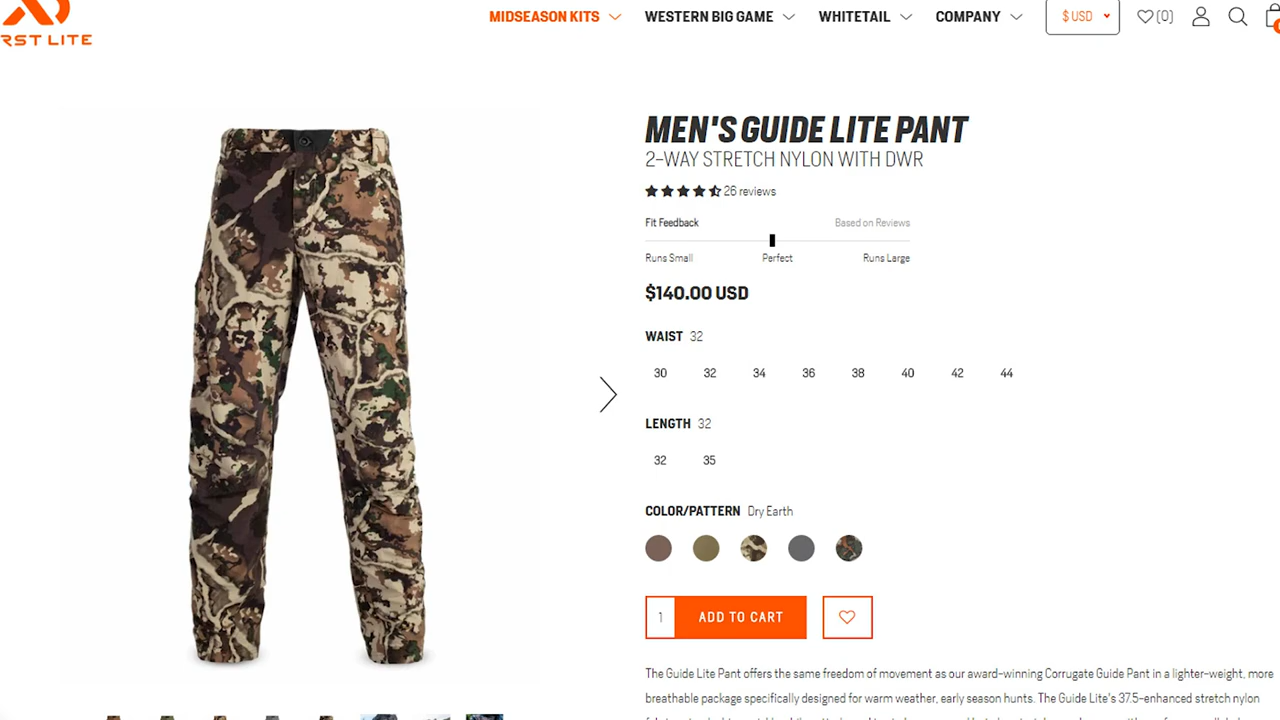 MIDSEASON KITS WESTERN BIG GAME WHITETAIL COMPANY $ USD (0)
RST LITE
MEN'S GUIDE LITE PANT
2-WAY STRETCH NYLON WITH DWR
26 reviews
Fit Feedback Based on Reviews
Runs Small Perfect Runs Large
$140.00 USD
WAIST 32
30 32 34 36 38 40 42 44
LENGTH 32
32 35
COLOR/PATTERN Dry Earth
1 ADD TO CART
The Guide Lite Pant offers the same freedom of movement as our award-winning Corrugate Guide Pant in a lighter-weight, more
breathable package specifically designed for warm weather, early season hunts. The Guide Lite's 37.5-enhanced stretch nylon